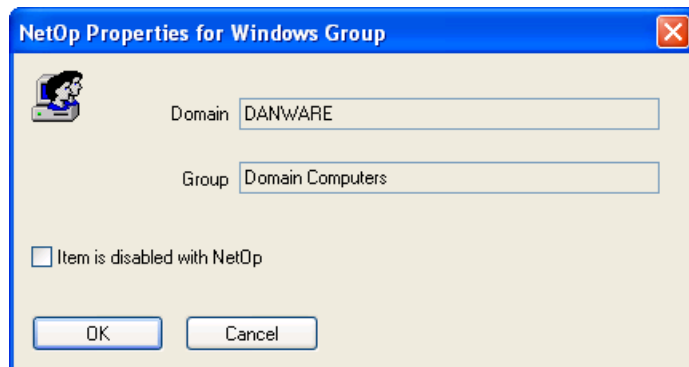 NetOp Properties for Windows Group
Domain DANWARE
Group Domain Computers
Item is disabled with NetOp
OK Cancel